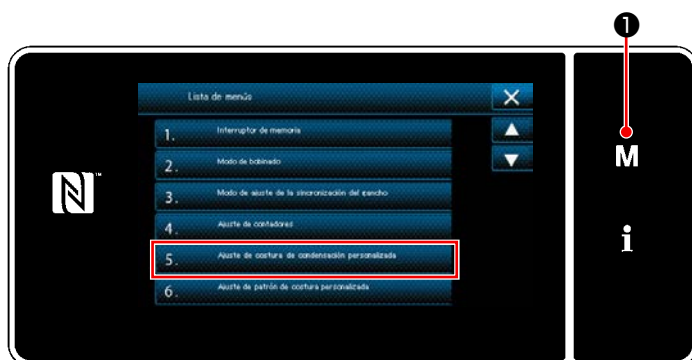 ❶
Lista de menús
1. Interruptor de memoria
2. Modo de bobinado
3. Modo de ajuste de la sincronización del gancho
4. Ajuste de contadores
5. Ajuste de costura de condensación personalizada
6. Ajuste de patrón de costura personalizada
N™
M
i